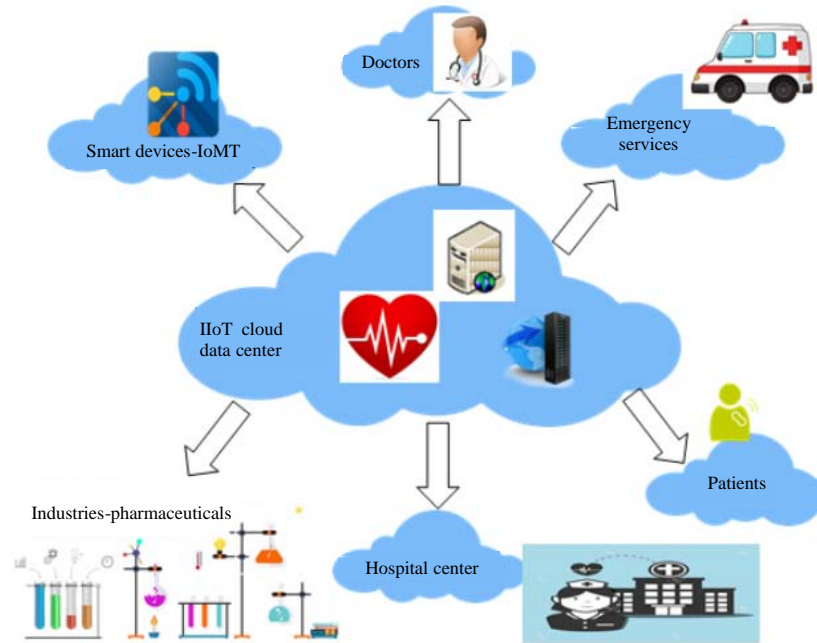 Doctors
Emergency
services
Smart devices-IoMT
IIoT cloud
data center
Patients
Industries-pharmaceuticals
Hospital center